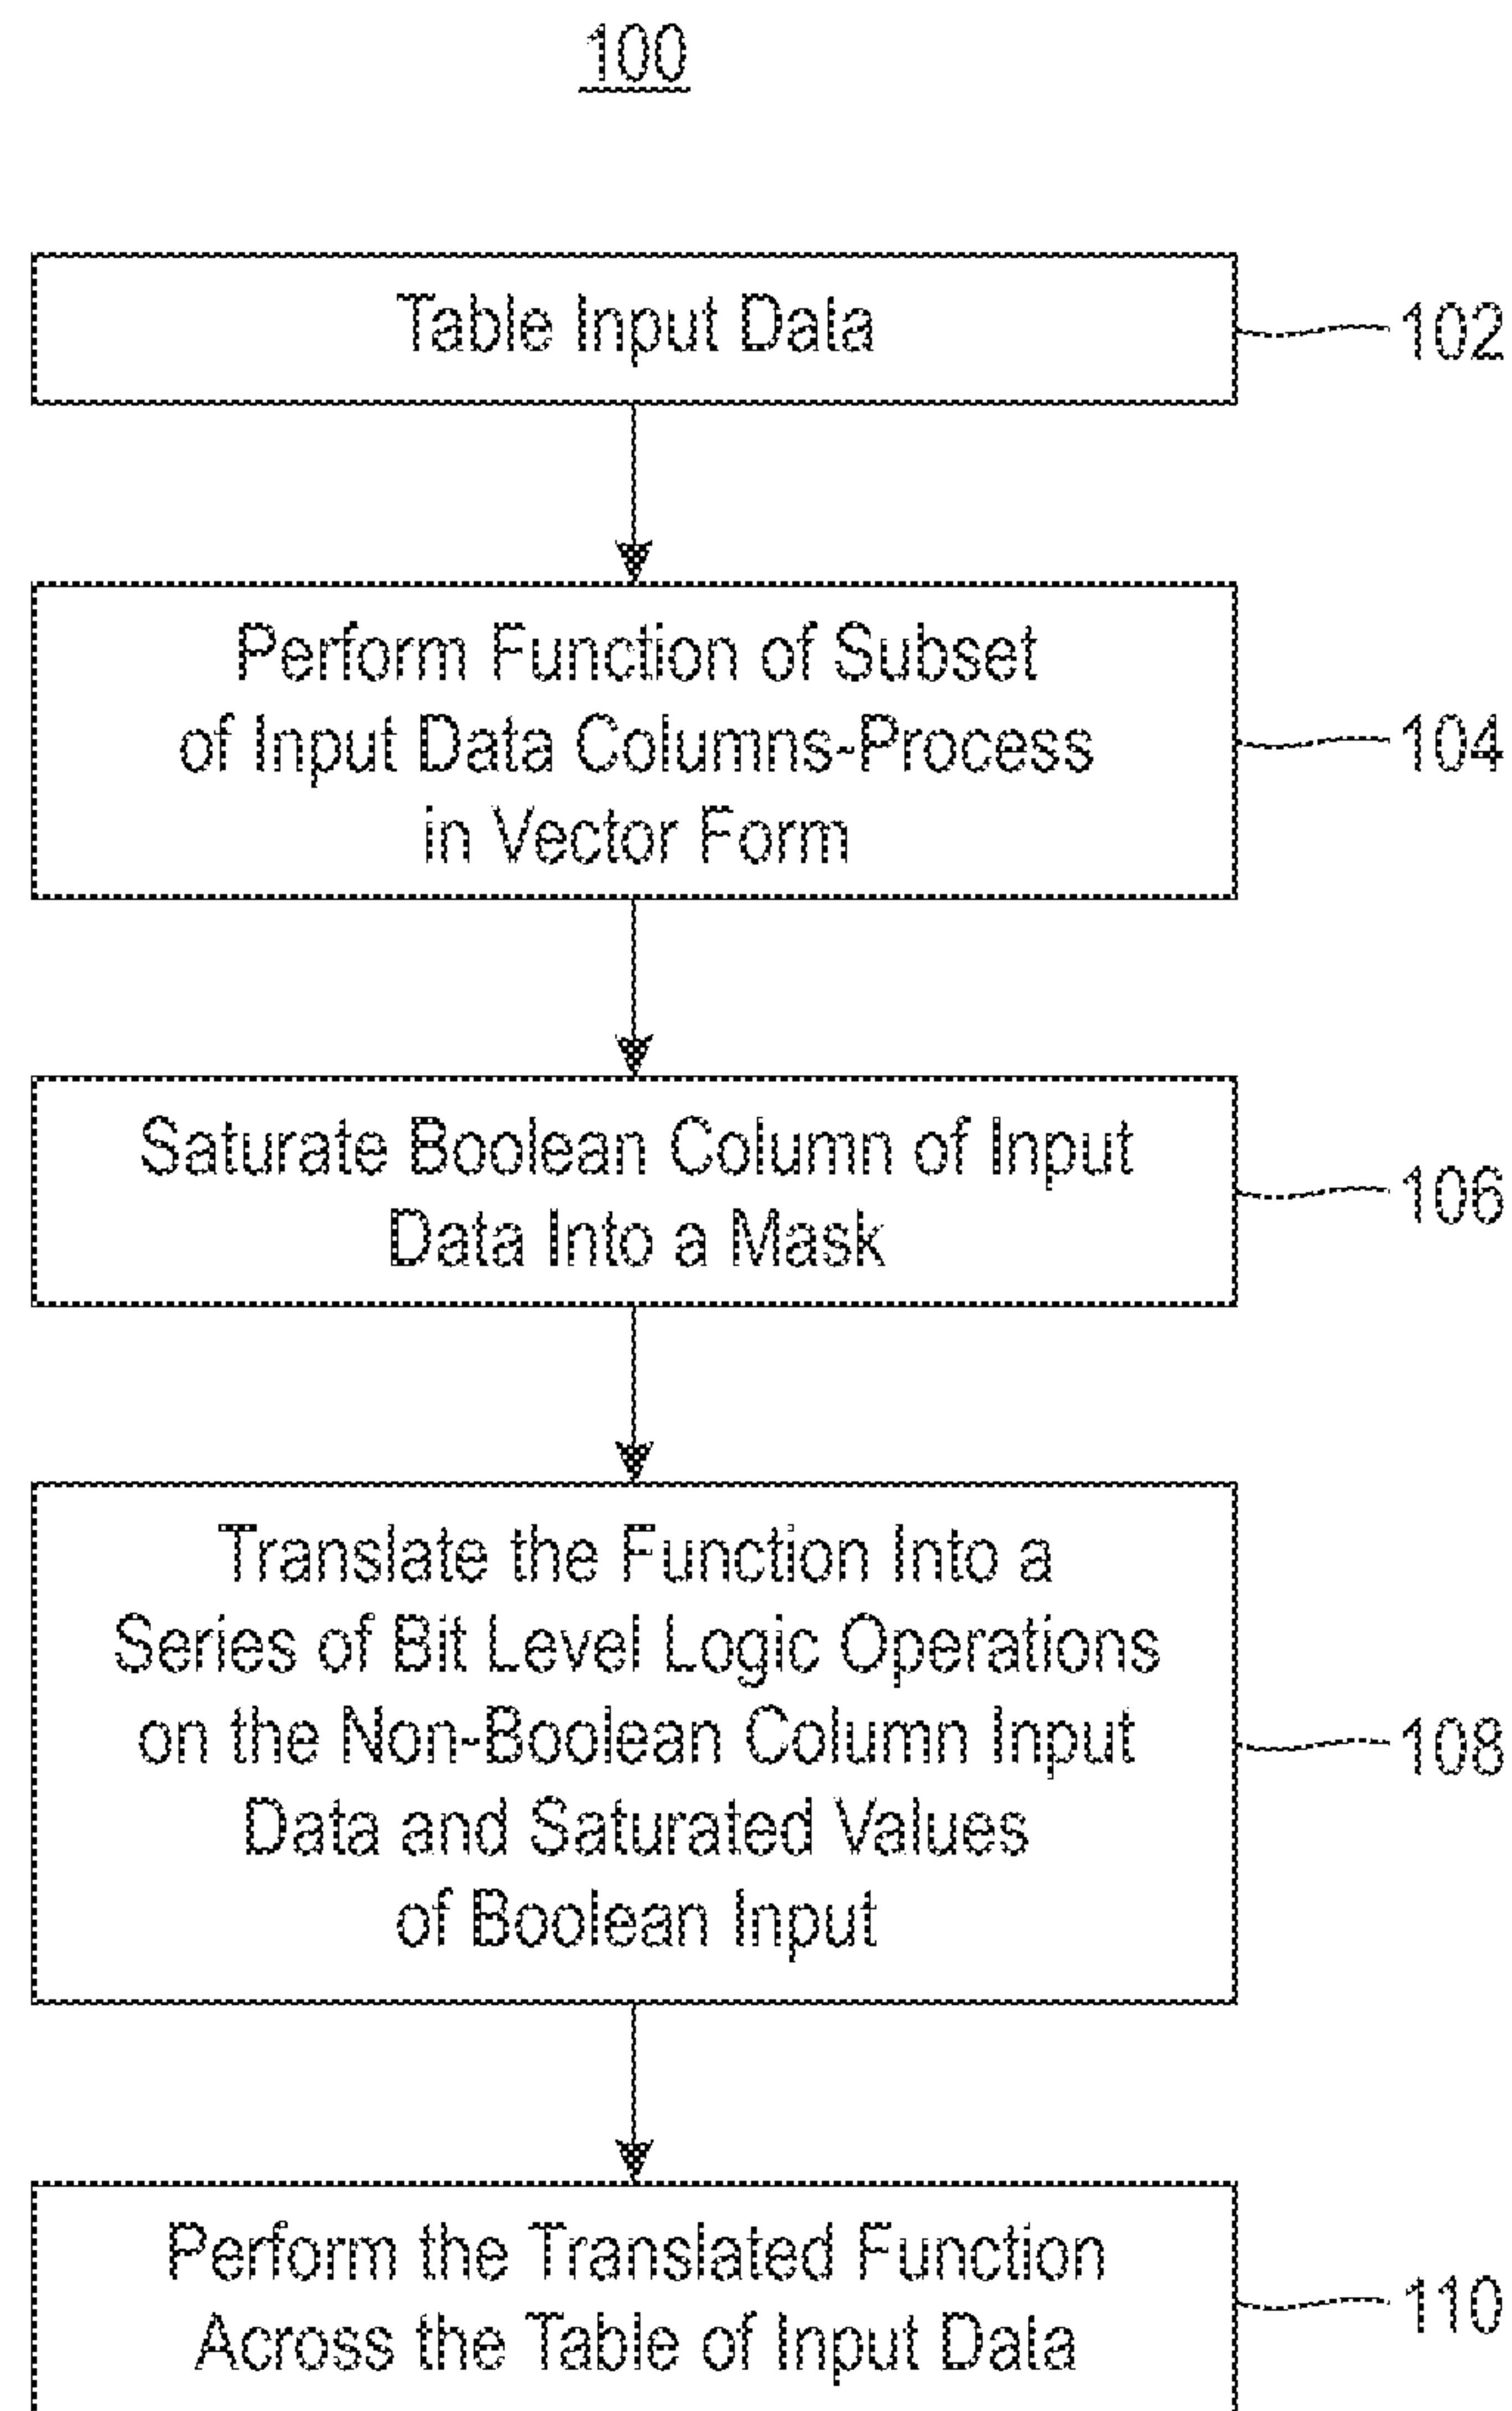 100
Table Input Data
102
Perform Function of Subset
of Input Data Columns-Process
in Vector Form
104
Saturate Boolean Column of Input
Data Into a Mask
106
Translate the Function Into a
Series of Bit Level Logic Operations
on the Non-Boolean Column Input
Data and Saturated Values
of Boolean Input
108
Perform the Translated Function
Across the Table of Input Data
110